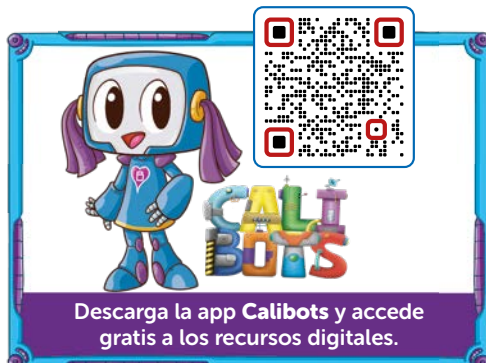 CALI
BOTS
Descarga la app Calibots y accede
gratis a los recursos digitales.